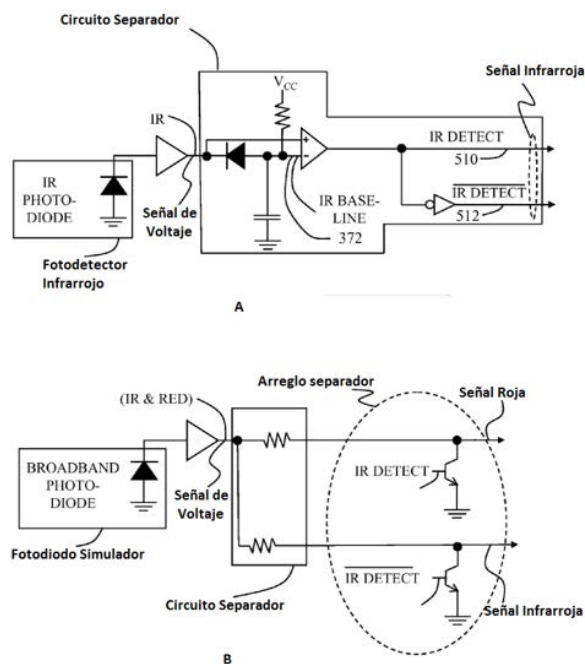 Circuito Separador
V_CC
Señal Infrarroja
IR
IR DETECT
510
IR PHOTO-
DIODE
Señal de
Voltaje
IR BASE-
LINE
372
IR DETECT
512
Fotodetector
Infrarrojo
A
Arreglo separador
Señal Roja
(IR & RED)
BROADBAND
PHOTO-
DIODE
Señal de
Voltaje
IR DETECT
Fotodiodo Simulador
IR DETECT
Señal Infrarroja
Circuito Separador
B